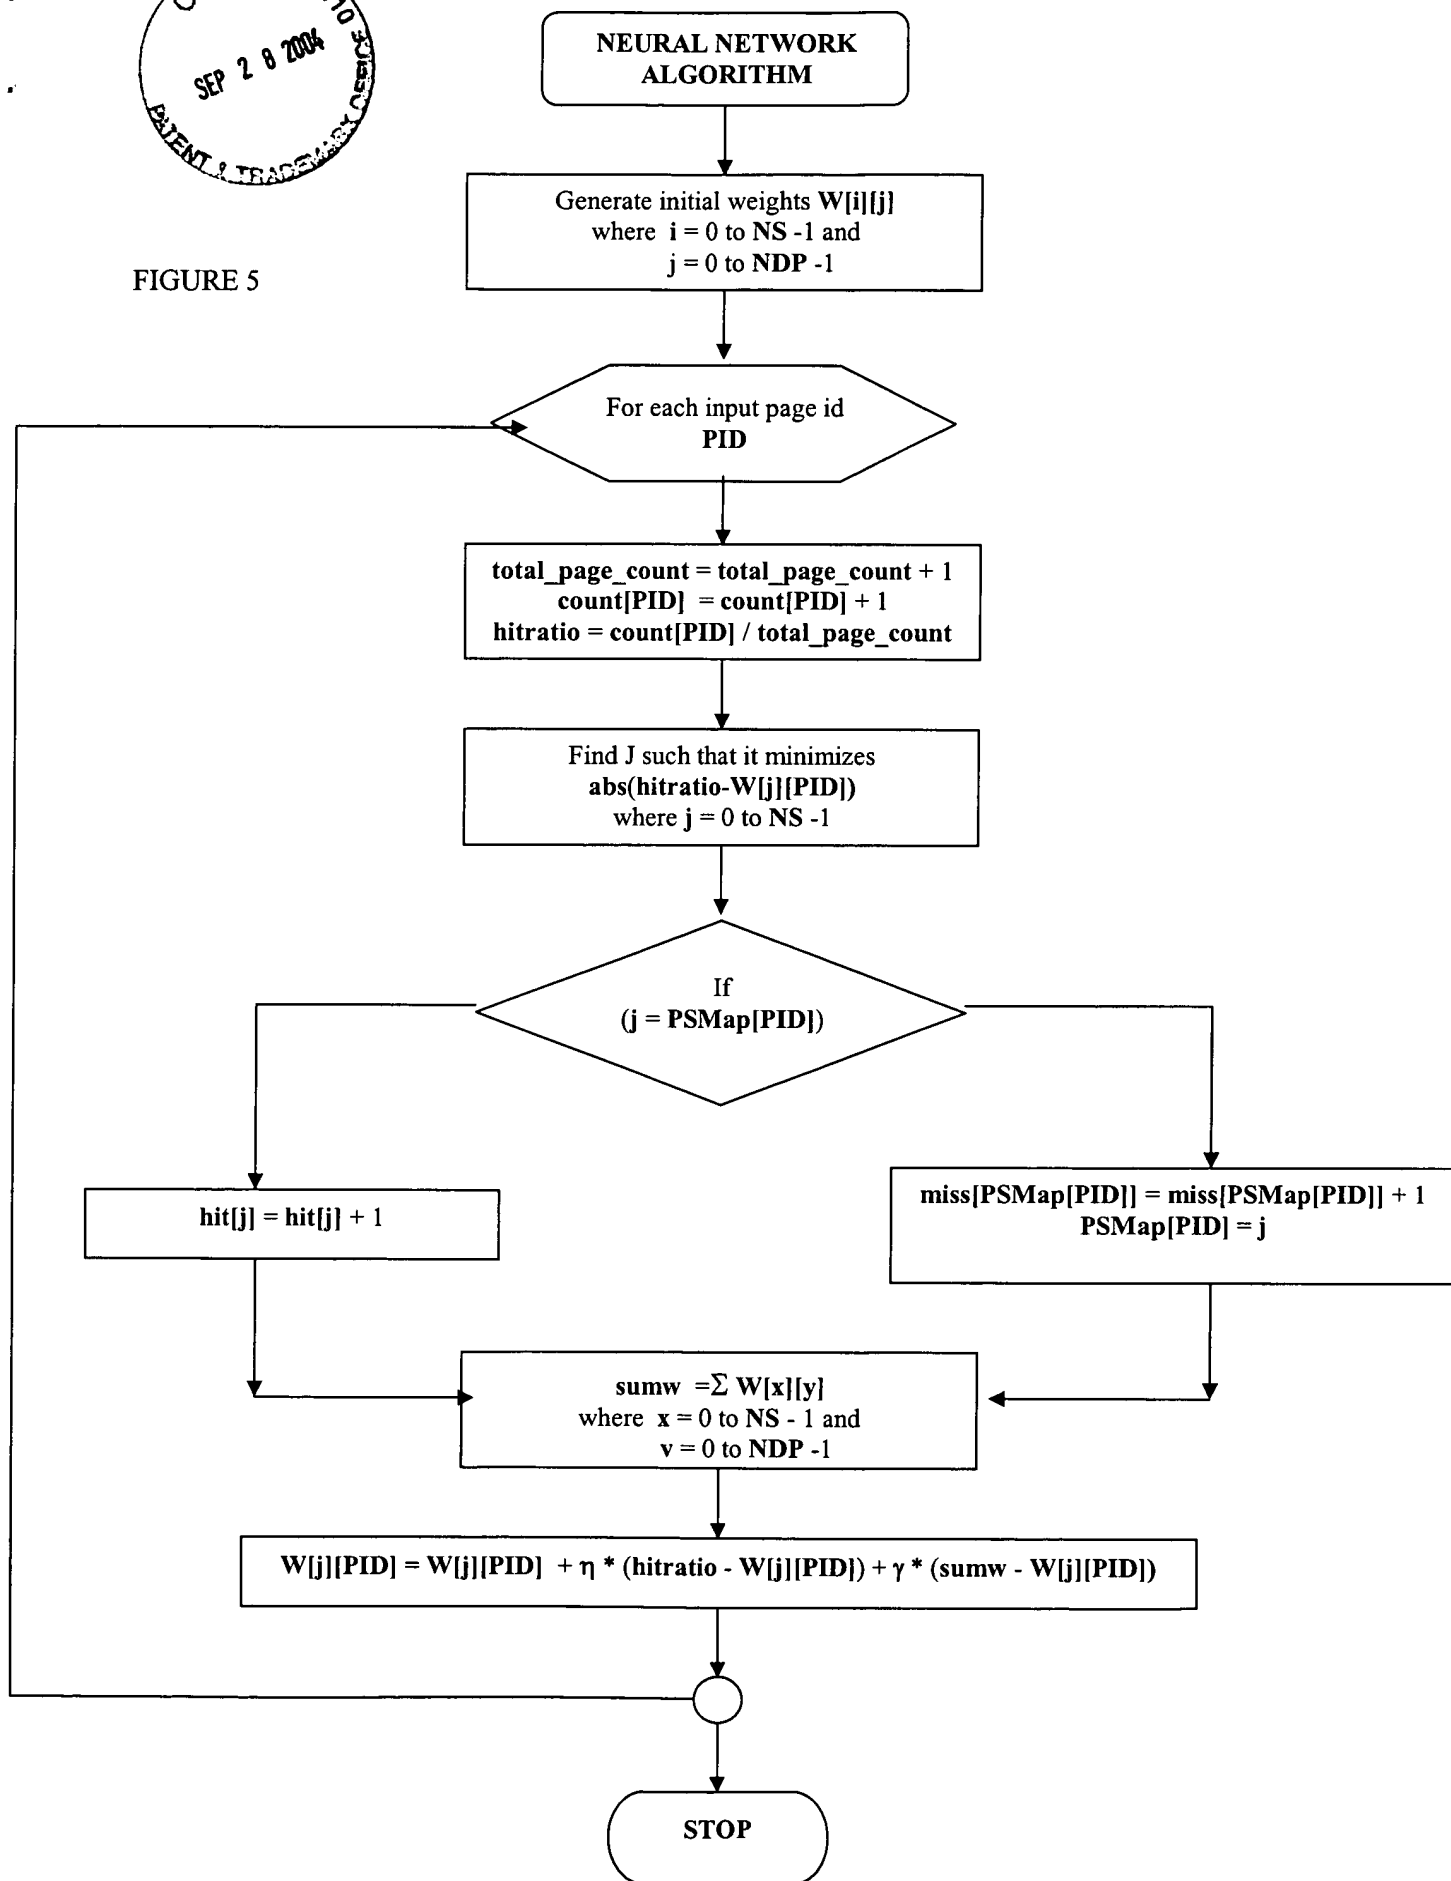 SEP 28 2004
PATENT & TRADEMARK OFFICE
NEURAL NETWORK
ALGORITHM
Generate initial weights W[i][j]
where i = 0 to NS -1 and
j = 0 to NDP -1
FIGURE 5
For each input page id
PID
total_page_count = total_page_count + 1
count[PID] = count[PID] + 1
hitratio = count[PID] / total_page_count
Find J such that it minimizes
abs(hitratio-W[j][PID])
where j = 0 to NS -1
If
(j = PSMap[PID])
hit[j] = hit[j] + 1
miss[PSMap[PID]] = miss[PSMap[PID]] + 1
PSMap[PID] = j
sumw =Σ W[x][y]
where x = 0 to NS - 1 and
v = 0 to NDP -1
W[j][PID] = W[j][PID] + η * (hitratio - W[j][PID]) + γ * (sumw - W[j][PID])
STOP